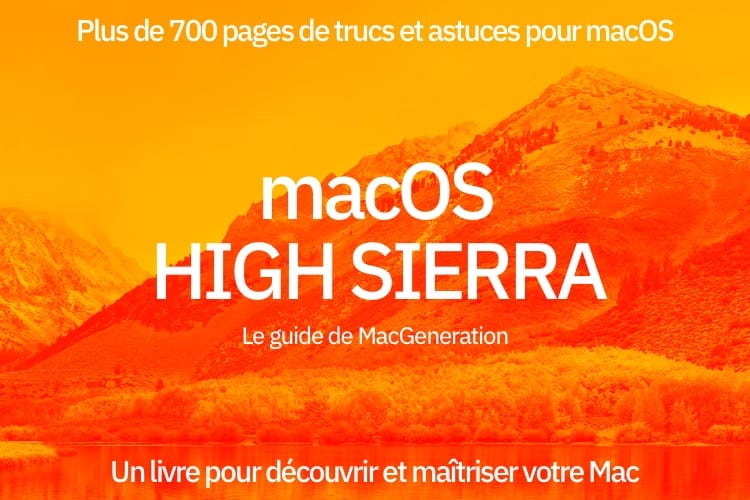 Plus de 700 pages de trucs et astuces pour macOS
macOS
HIGH SIERRA
Le guide de MacGeneration
Un livre pour découvrir et maîtriser votre Mac